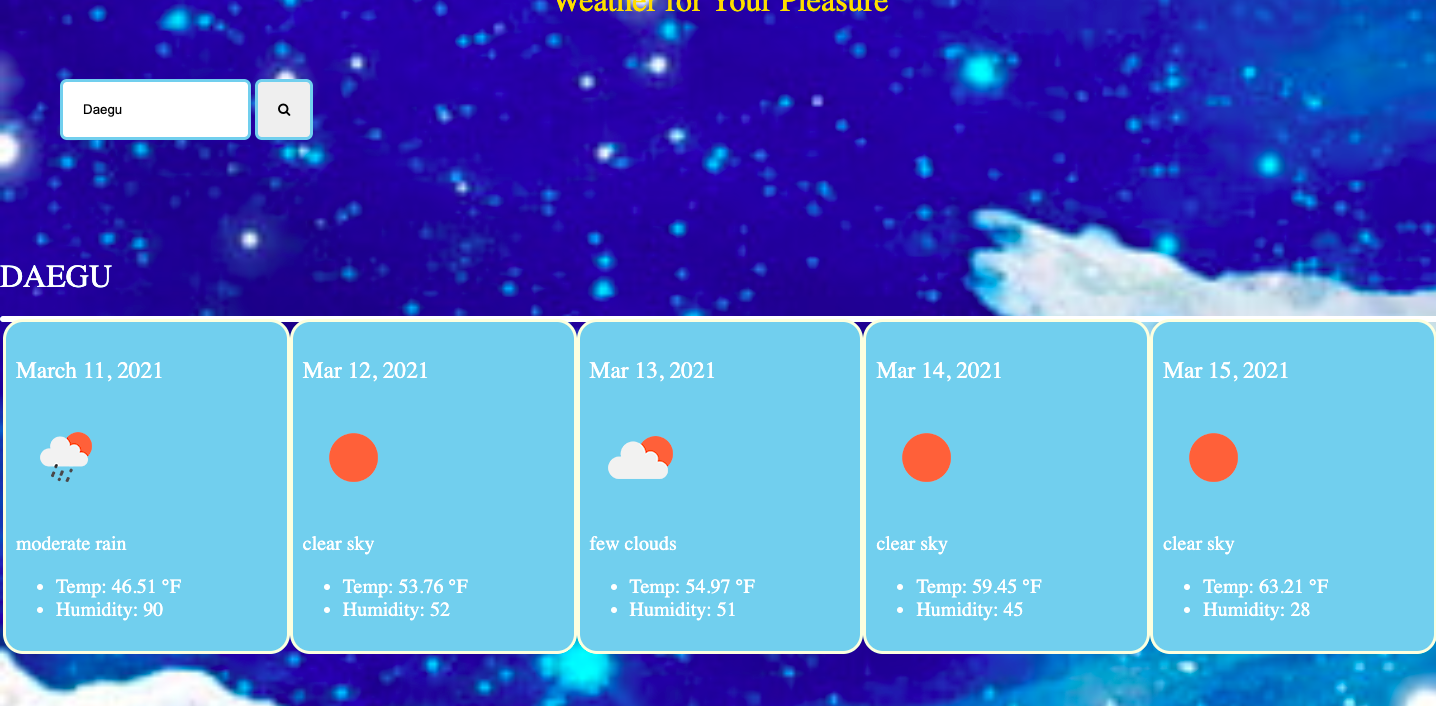 Weather for Your Pleasure
Daegu
DAEGU
March 11, 2021
moderate rain
Temp: 46.51 °F
Humidity: 90
Mar 12, 2021
clear sky
Temp: 53.76 °F
Humidity: 52
Mar 13, 2021
few clouds
Temp: 54.97 °F
Humidity: 51
Mar 14, 2021
clear sky
Temp: 59.45 °F
Humidity: 45
Mar 15, 2021
clear sky
Temp: 63.21 °F
Humidity: 28